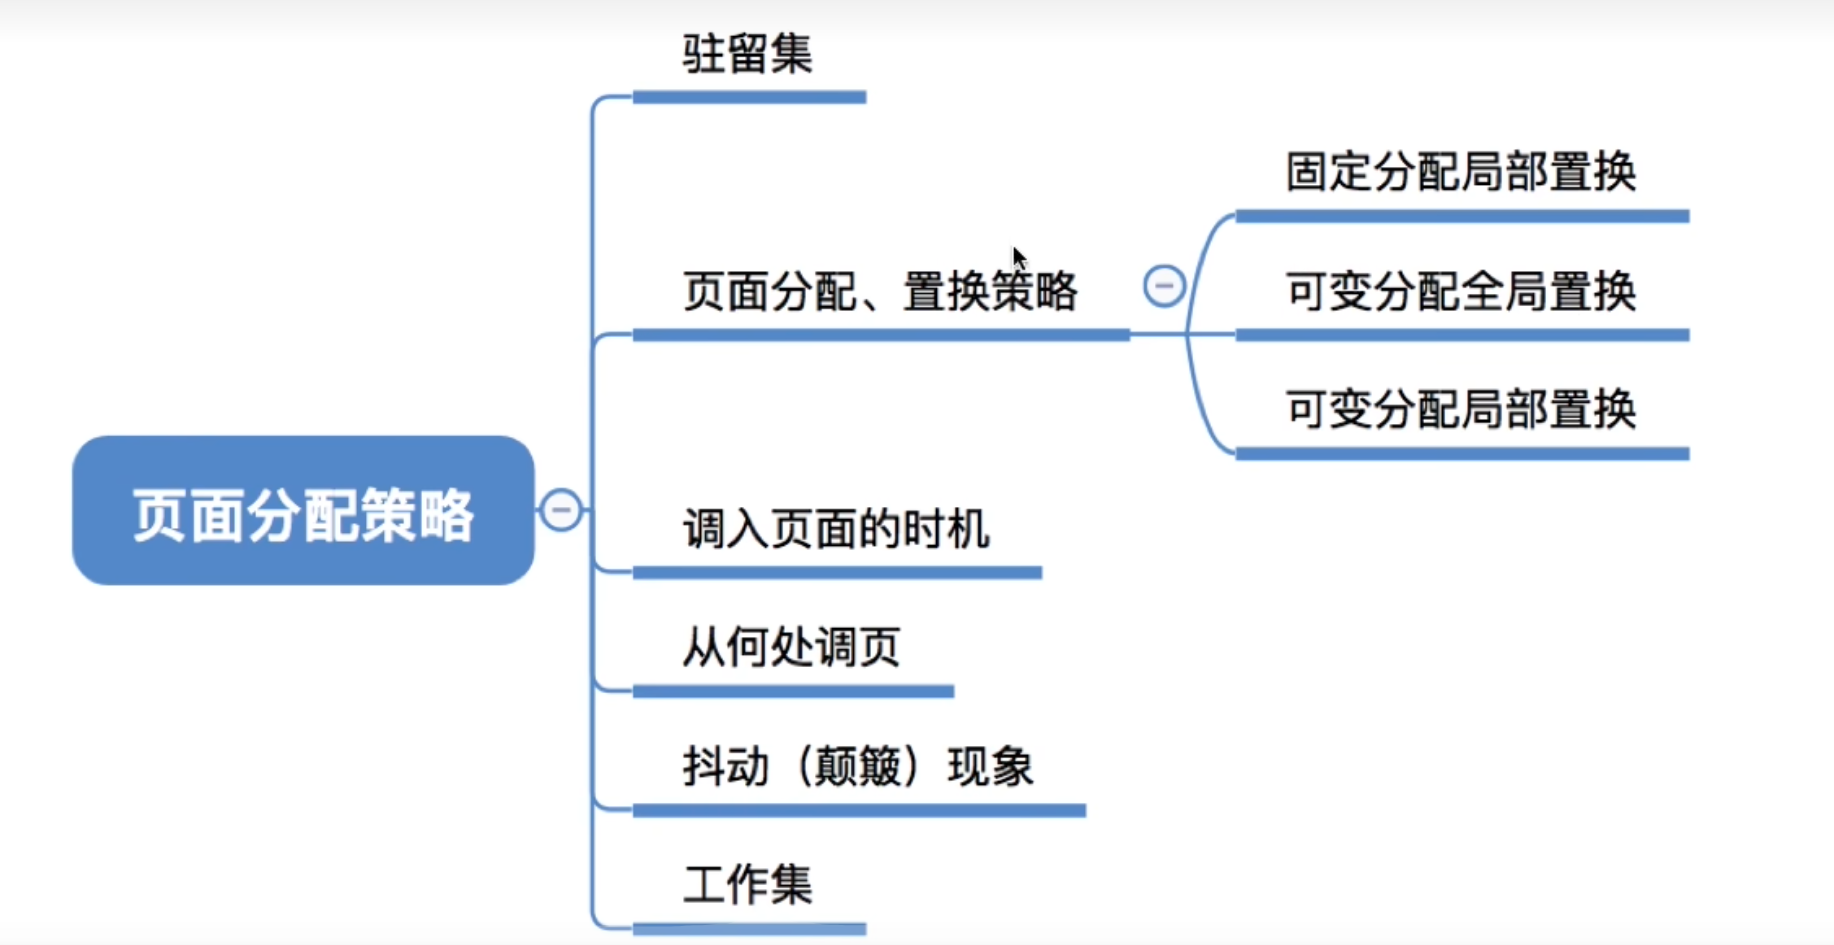 页面分配策略
驻留集
页面分配、置换策略
固定分配局部置换
可变分配全局置换
可变分配局部置换
调入页面的时机
从何处调页
抖动（颠簸）现象
工作集